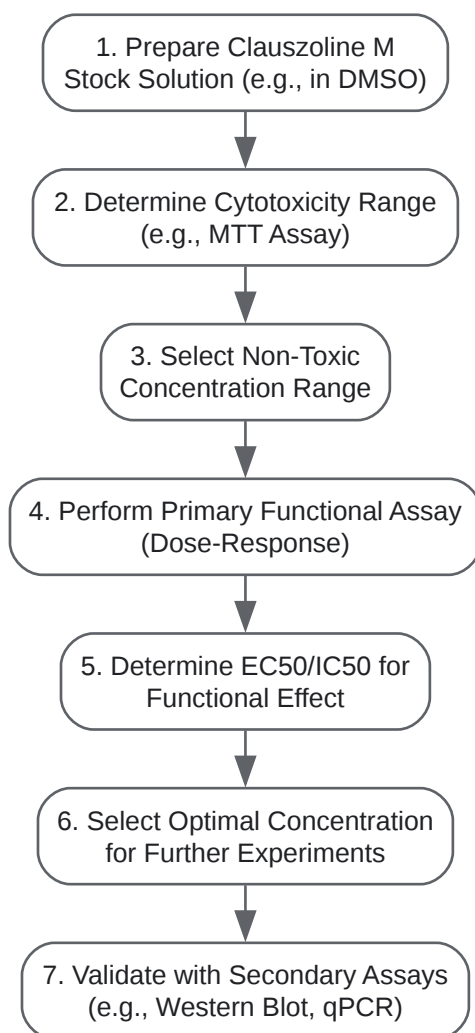 1. Prepare Clauszoline M
Stock Solution (e.g., in DMSO)
2. Determine Cytotoxicity Range
(e.g., MTT Assay)
3. Select Non-Toxic
Concentration Range
4. Perform Primary Functional Assay
(Dose-Response)
5. Determine EC50/IC50 for
Functional Effect
6. Select Optimal Concentration
for Further Experiments
7. Validate with Secondary Assays
(e.g., Western Blot, qPCR)